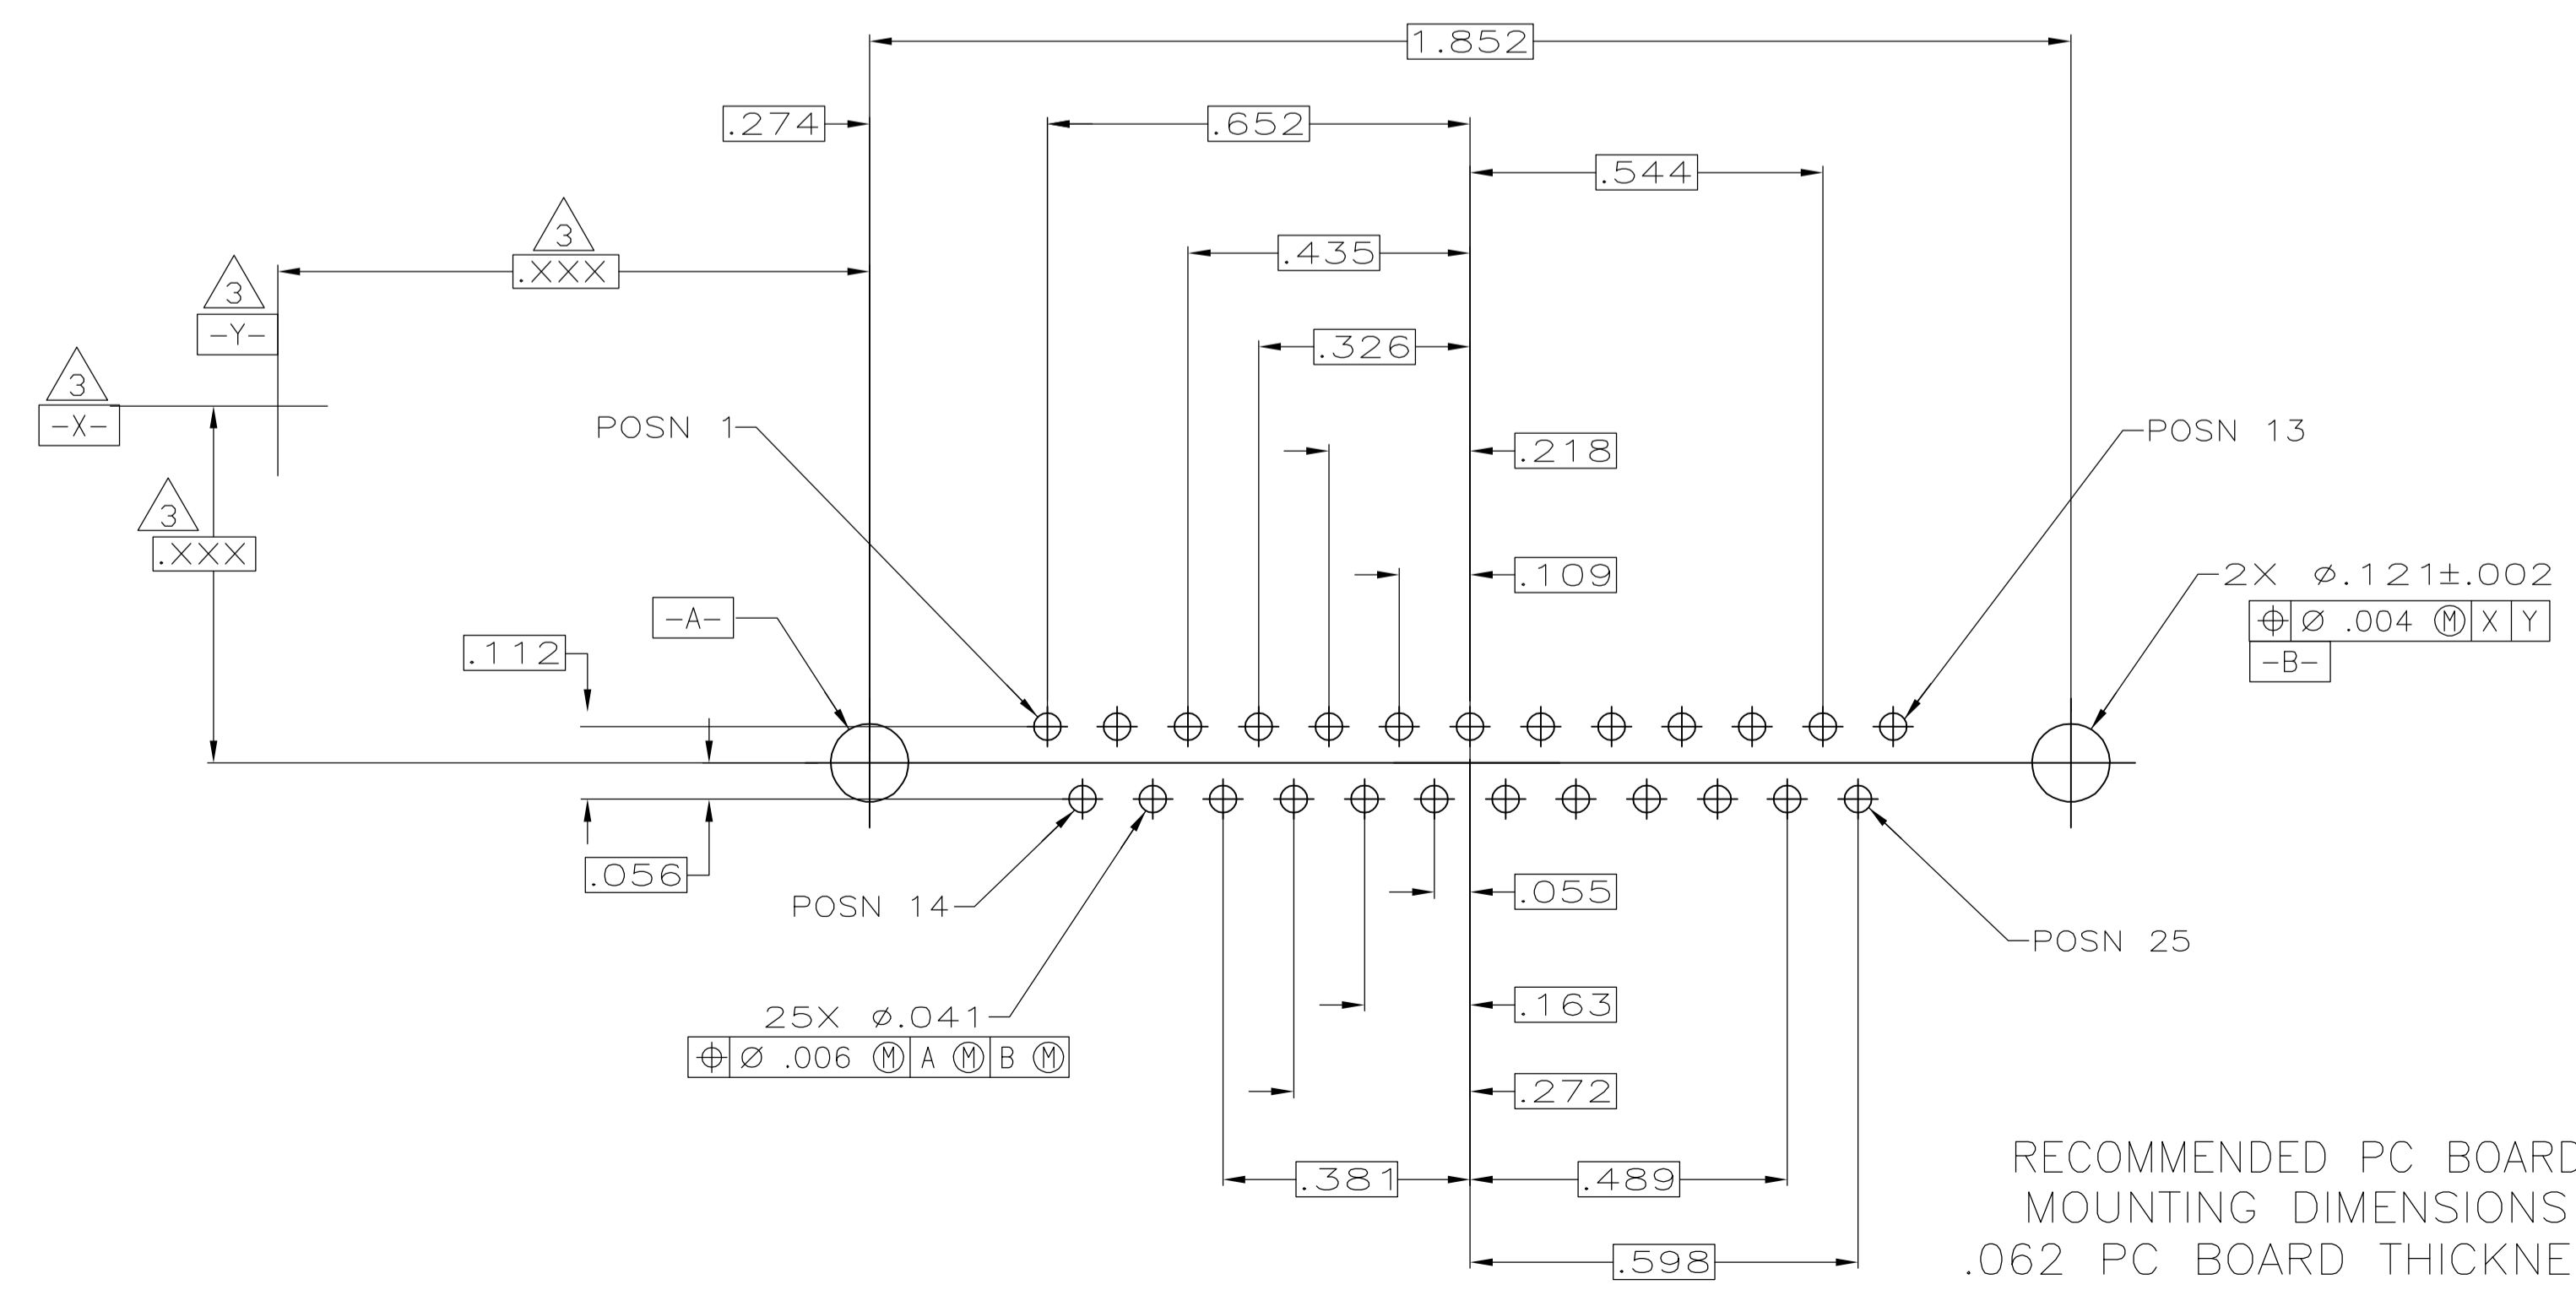 1.852
.274
.652
.544
3
.435
.XXX
3
-Y-
.326
3
-X-
POSN 1
POSN 13
.218
3
.XXX
.109
2X ø.121±.002
⌖ ø .004 Ⓜ X Y
-B-
-A-
.112
.056
.055
POSN 14
POSN 25
.163
25X ø.041
⌖ ø .006 Ⓜ A Ⓜ B Ⓜ
.272
.381
.489
.598
RECOMMENDED PC BOARD
MOUNTING DIMENSIONS
.062 PC BOARD THICKNE